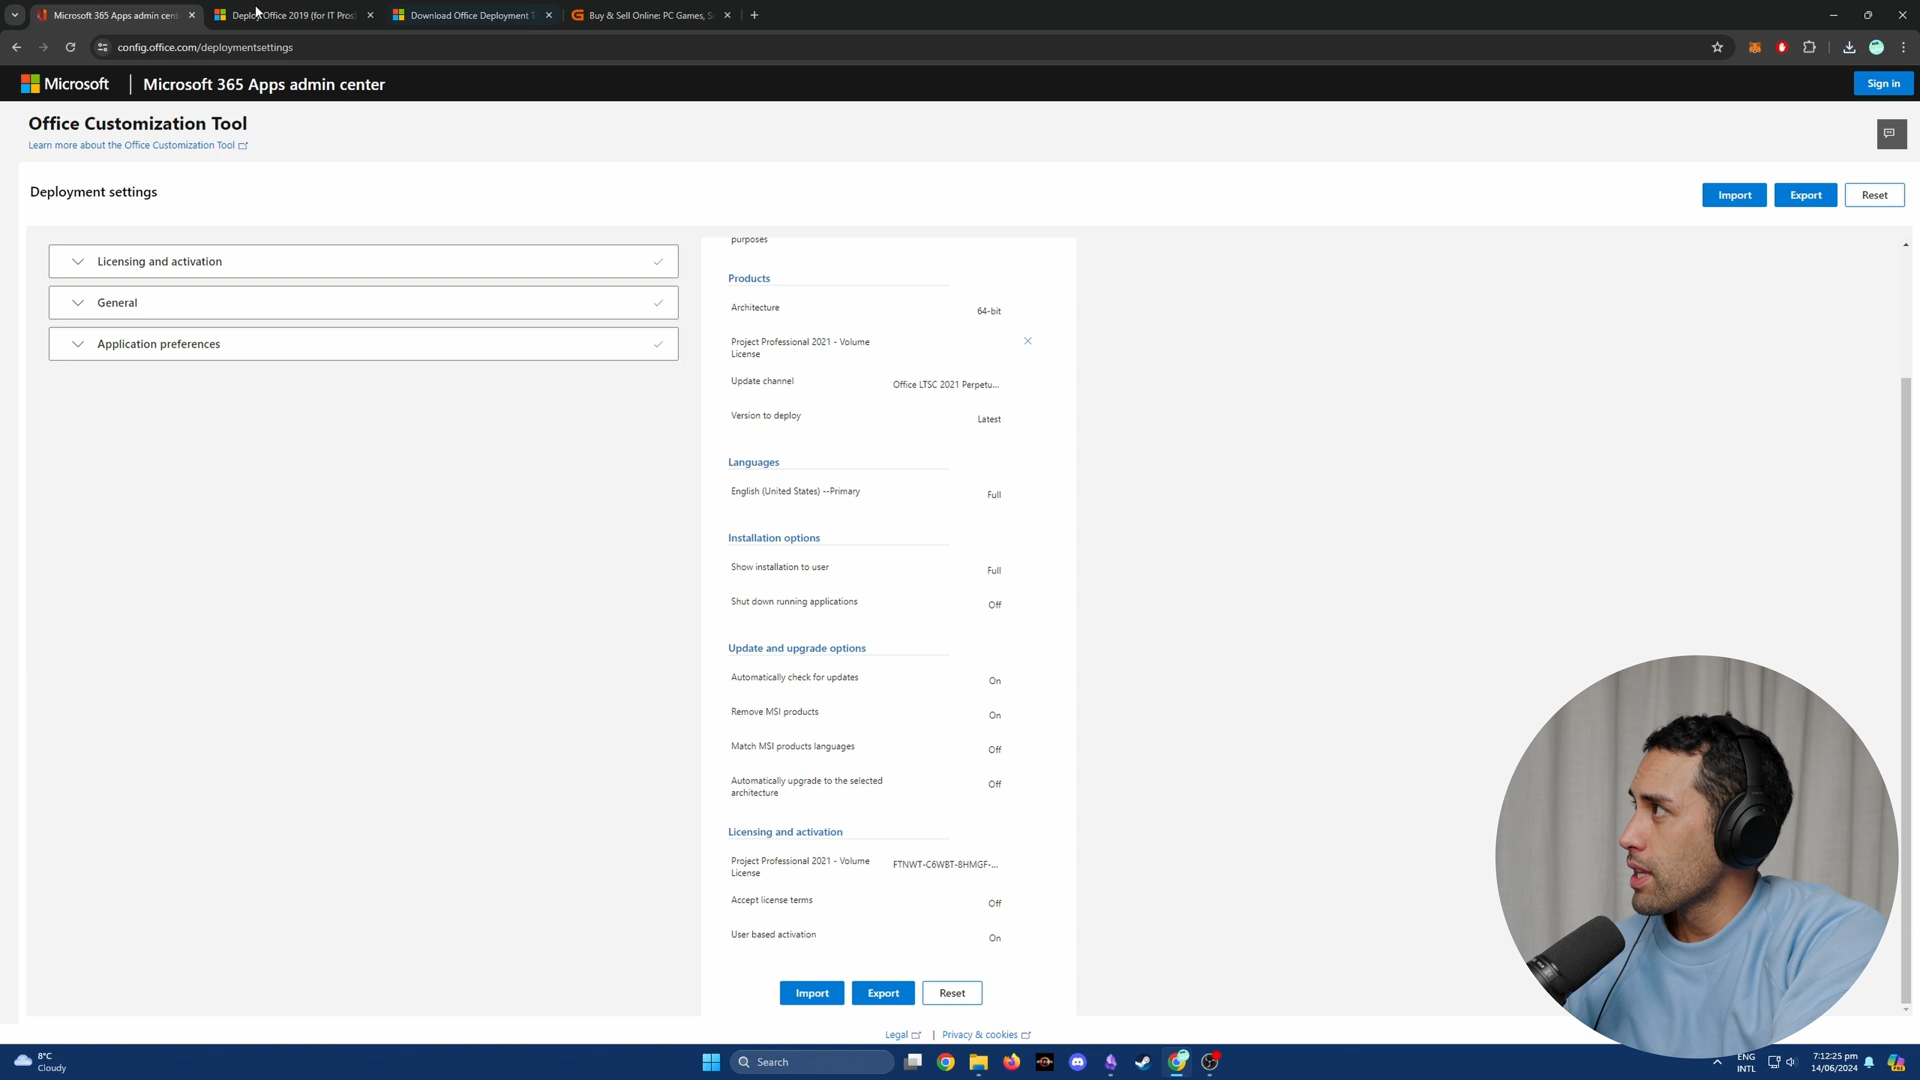 Microsoft 365 Apps admin cent
Deploy Office 2019 (for IT Pros)
Download Office Deployment T
Buy & Sell Online: PC Games, S
config.office.com/deploymentsettings
Microsoft
Microsoft 365 Apps admin center
Sign in
Office Customization Tool
Learn more about the Office Customization Tool
Deployment settings
Import
Export
Reset
Licensing and activation
General
Application preferences
purposes
Products
Architecture
64-bit
Project Professional 2021 - Volume
License
Update channel
Office LTSC 2021 Perpetu...
Version to deploy
Latest
Languages
English (United States) --Primary
Full
Installation options
Show installation to user
Full
Shut down running applications
Off
Update and upgrade options
Automatically check for updates
On
Remove MSI products
On
Match MSI products languages
Off
Automatically upgrade to the selected
architecture
Off
Licensing and activation
Project Professional 2021 - Volume
License
FTNWT-C6WBT-8HMGF-...
Accept license terms
Off
User based activation
On
Import
Export
Reset
Legal
|
Privacy & cookies
8°C
Cloudy
Search
ENG
INTL
7:12:25 pm
14/06/2024